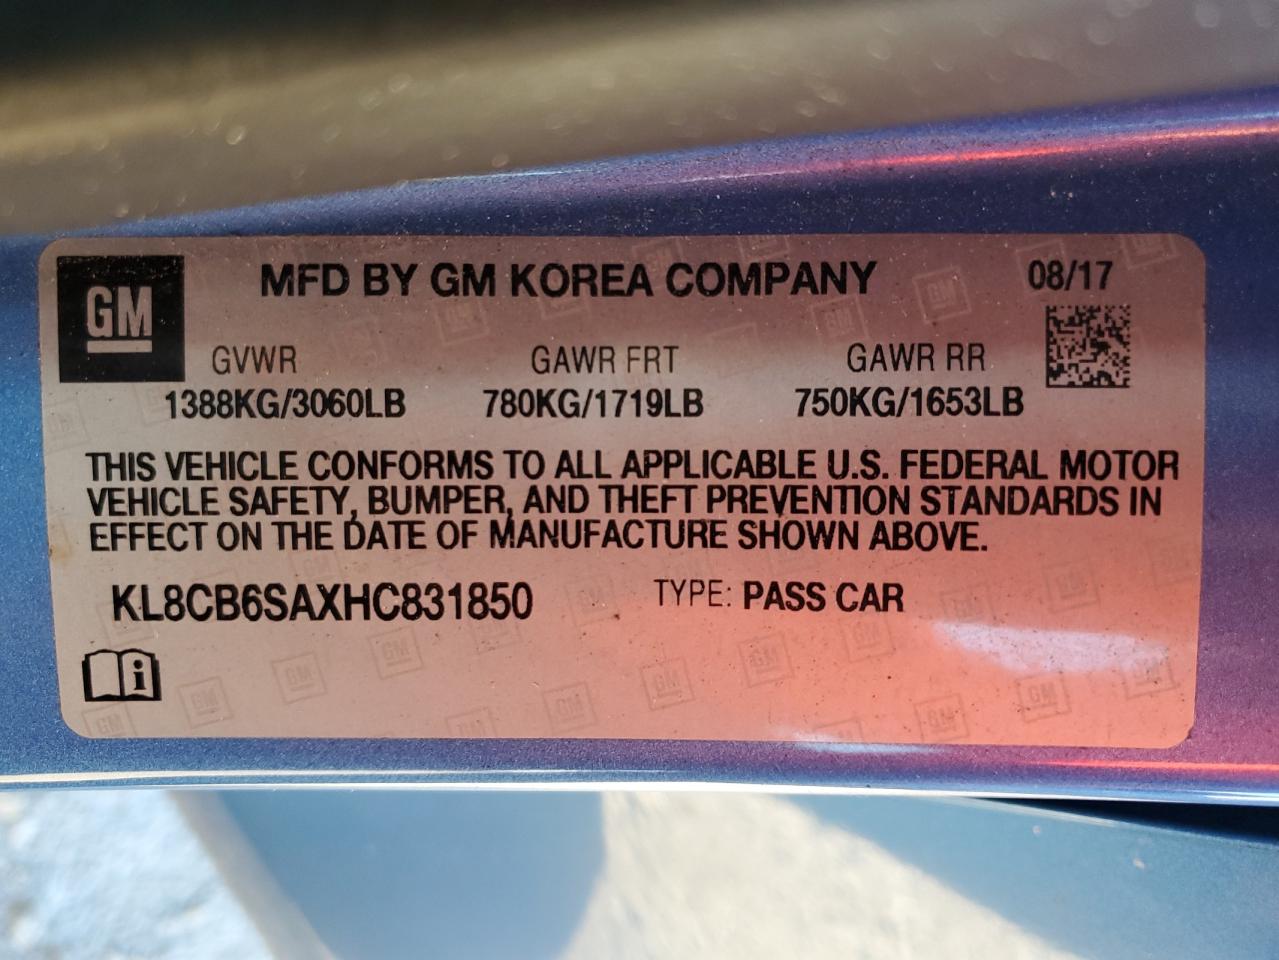 GM
MFD BY GM KOREA COMPANY 08/17
GVWR GAWR FRT GAWR RR
1388KG/3060LB 780KG/1719LB 750KG/1653LB
THIS VEHICLE CONFORMS TO ALL APPLICABLE U.S. FEDERAL MOTOR
VEHICLE SAFETY, BUMPER, AND THEFT PREVENTION STANDARDS IN
EFFECT ON THE DATE OF MANUFACTURE SHOWN ABOVE.
KL8CB6SAXHC831850 TYPE: PASS CAR
i